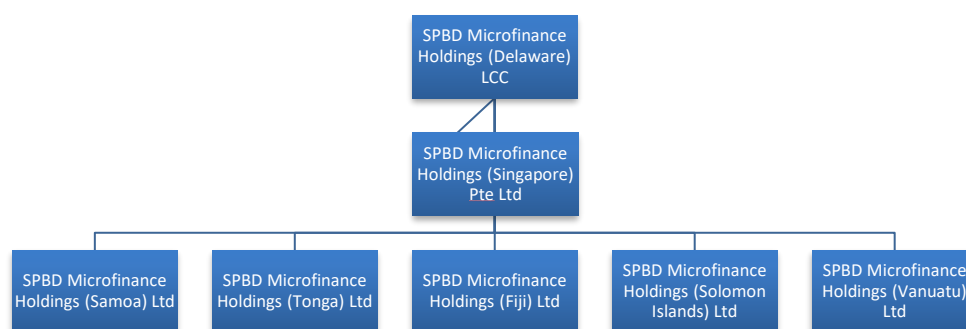 SPBD Microfinance
Holdings (Delaware)
LCC
SPBD Microfinance
Holdings (Singapore)
Pte Ltd
SPBD Microfinance
Holdings (Samoa) Ltd
SPBD Microfinance
Holdings (Tonga) Ltd
SPBD Microfinance
Holdings (Fiji) Ltd
SPBD Microfinance
Holdings (Solomon
Islands) Ltd
SPBD Microfinance
Holdings (Vanuatu)
Ltd